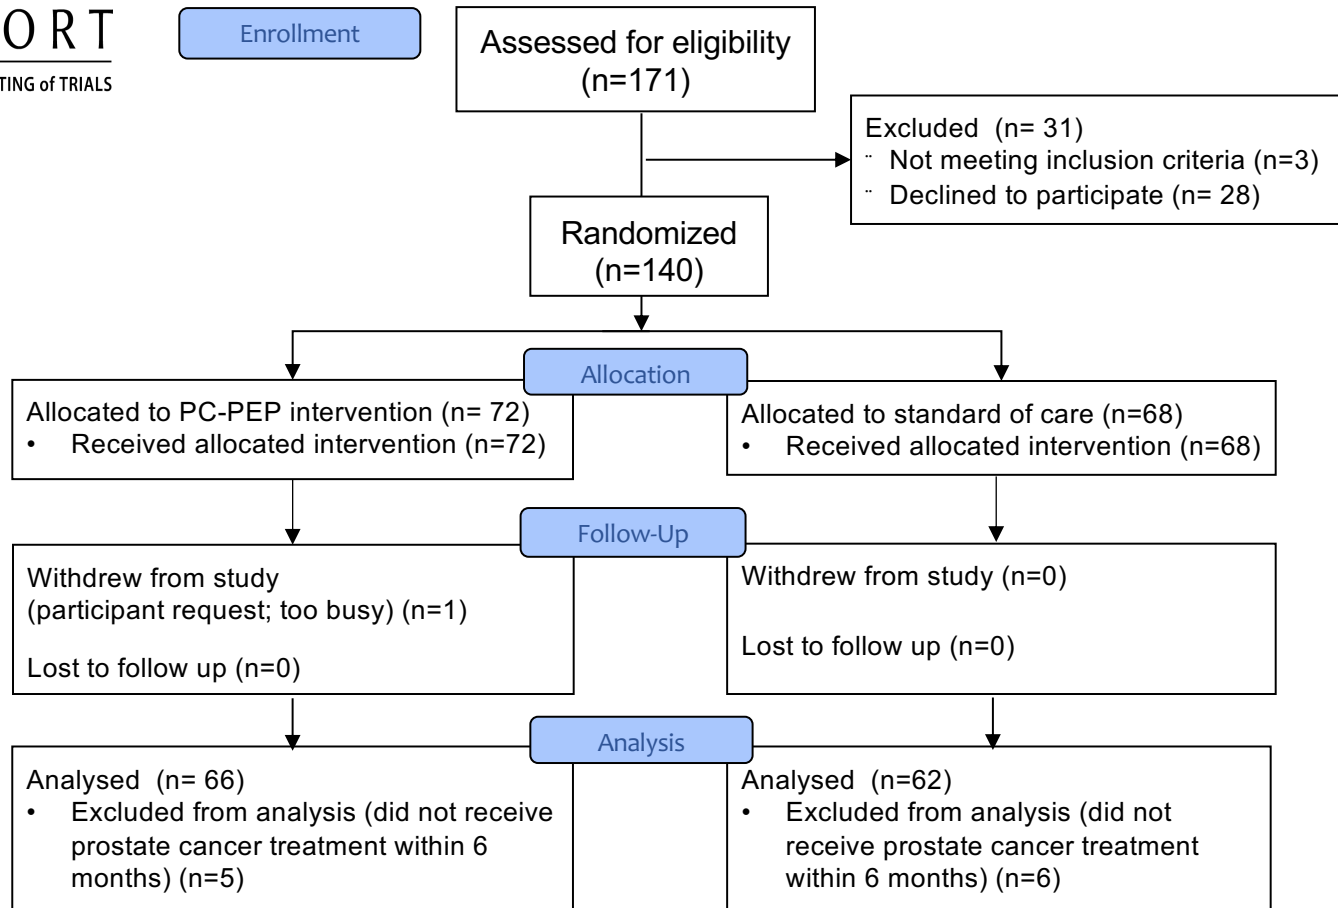 ORT
TING of TRIALS
Enrollment
Assessed for eligibility
(n=171)
Excluded (n= 31)
¨ Not meeting inclusion criteria (n=3)
¨ Declined to participate (n= 28)
Randomized
(n=140)
Allocation
Allocated to PC-PEP intervention (n= 72)
• Received allocated intervention (n=72)
Allocated to standard of care (n=68)
• Received allocated intervention (n=68)
Follow-Up
Withdrew from study
(participant request; too busy) (n=1)
Lost to follow up (n=0)
Withdrew from study (n=0)
Lost to follow up (n=0)
Analysis
Analysed (n= 66)
• Excluded from analysis (did not receive
prostate cancer treatment within 6
months) (n=5)
Analysed (n=62)
• Excluded from analysis (did not
receive prostate cancer treatment
within 6 months) (n=6)